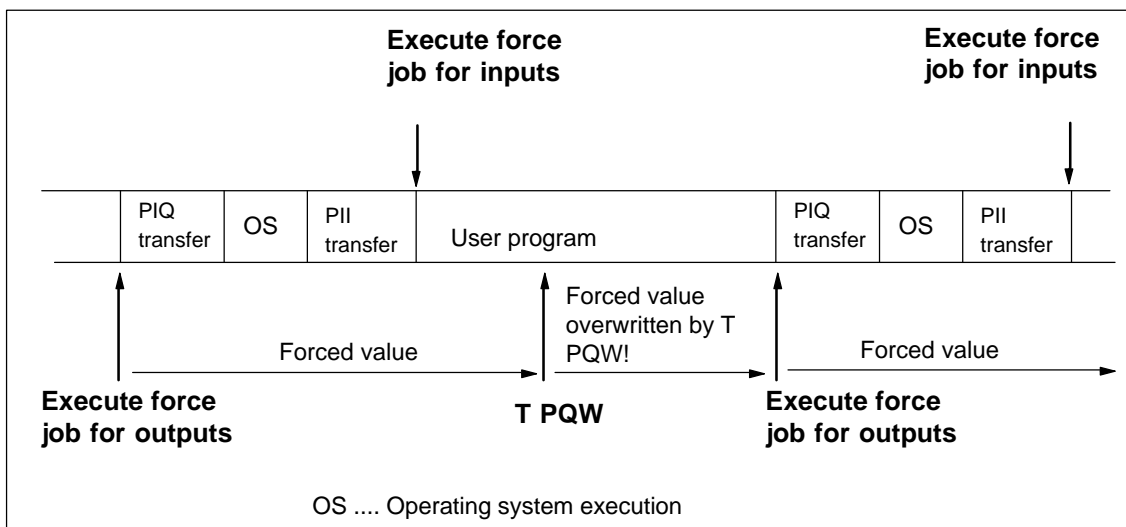 Execute force
job for inputs
Execute force
job for inputs
PIQ
transfer
OS
PII
transfer
User program
PIQ
transfer
OS
PII
transfer
Forced value
Forced value
overwritten by T
PQW!
Forced value
Execute force
job for outputs
T PQW
Execute force
job for outputs
OS .... Operating system execution